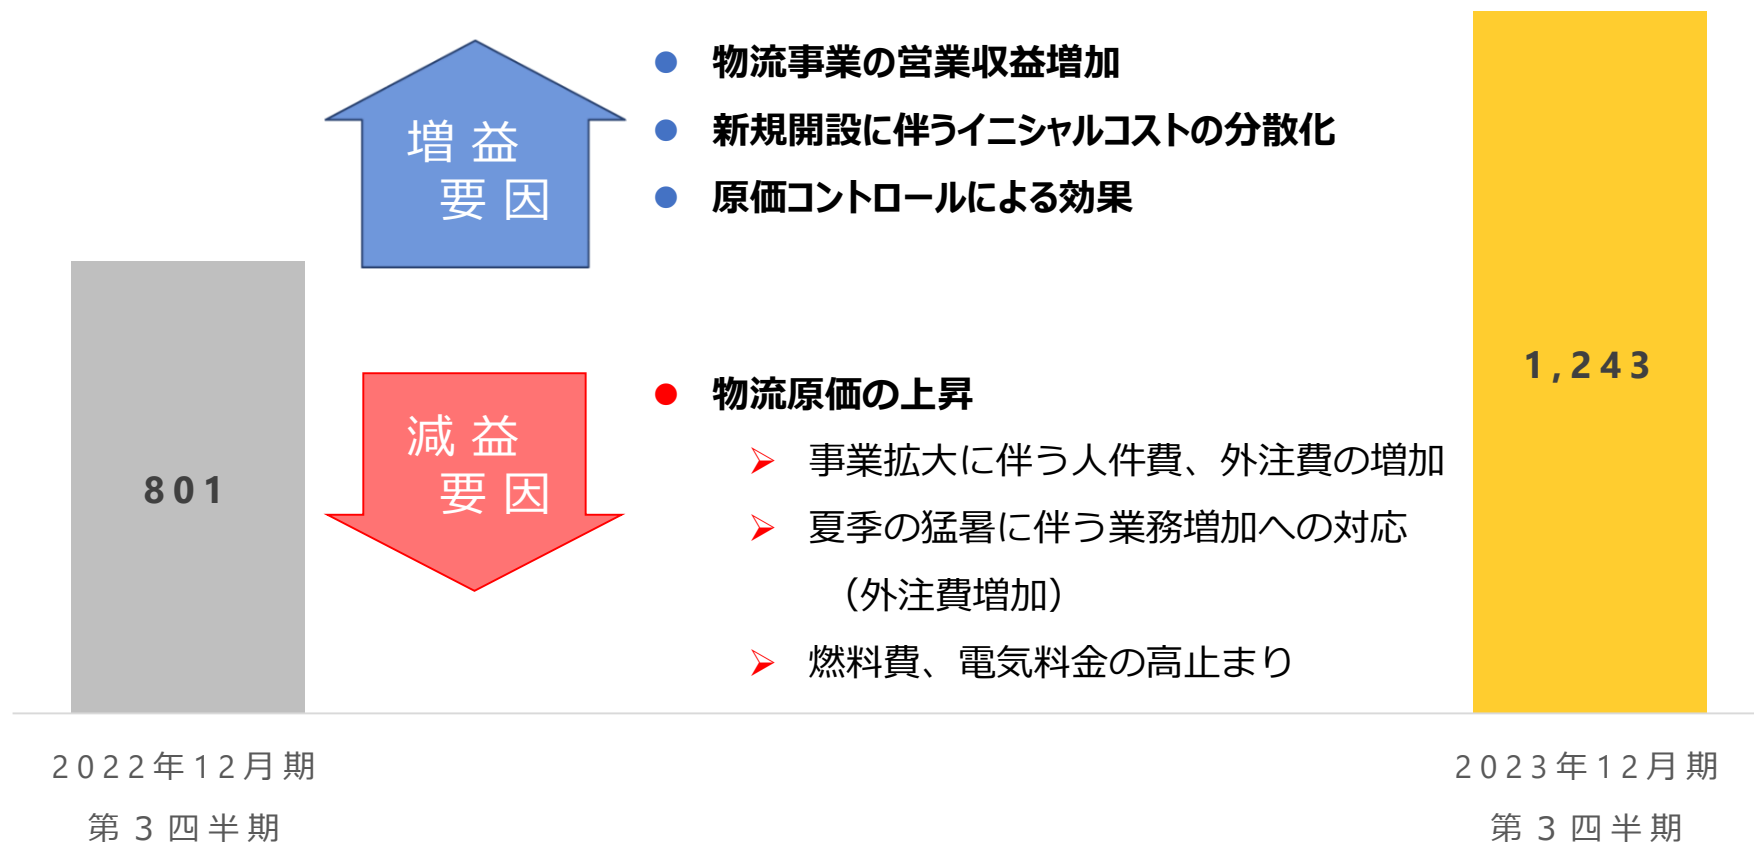 増益
要因
物流事業の営業収益増加
新規開設に伴うイニシャルコストの分散化
原価コントロールによる効果
減益
要因
物流原価の上昇
事業拡大に伴う人件費、外注費の増加
夏季の猛暑に伴う業務増加への対応
（外注費増加）
燃料費、電気料金の高止まり
801
1,243
2022年12月期
第3四半期
2023年12月期
第3四半期